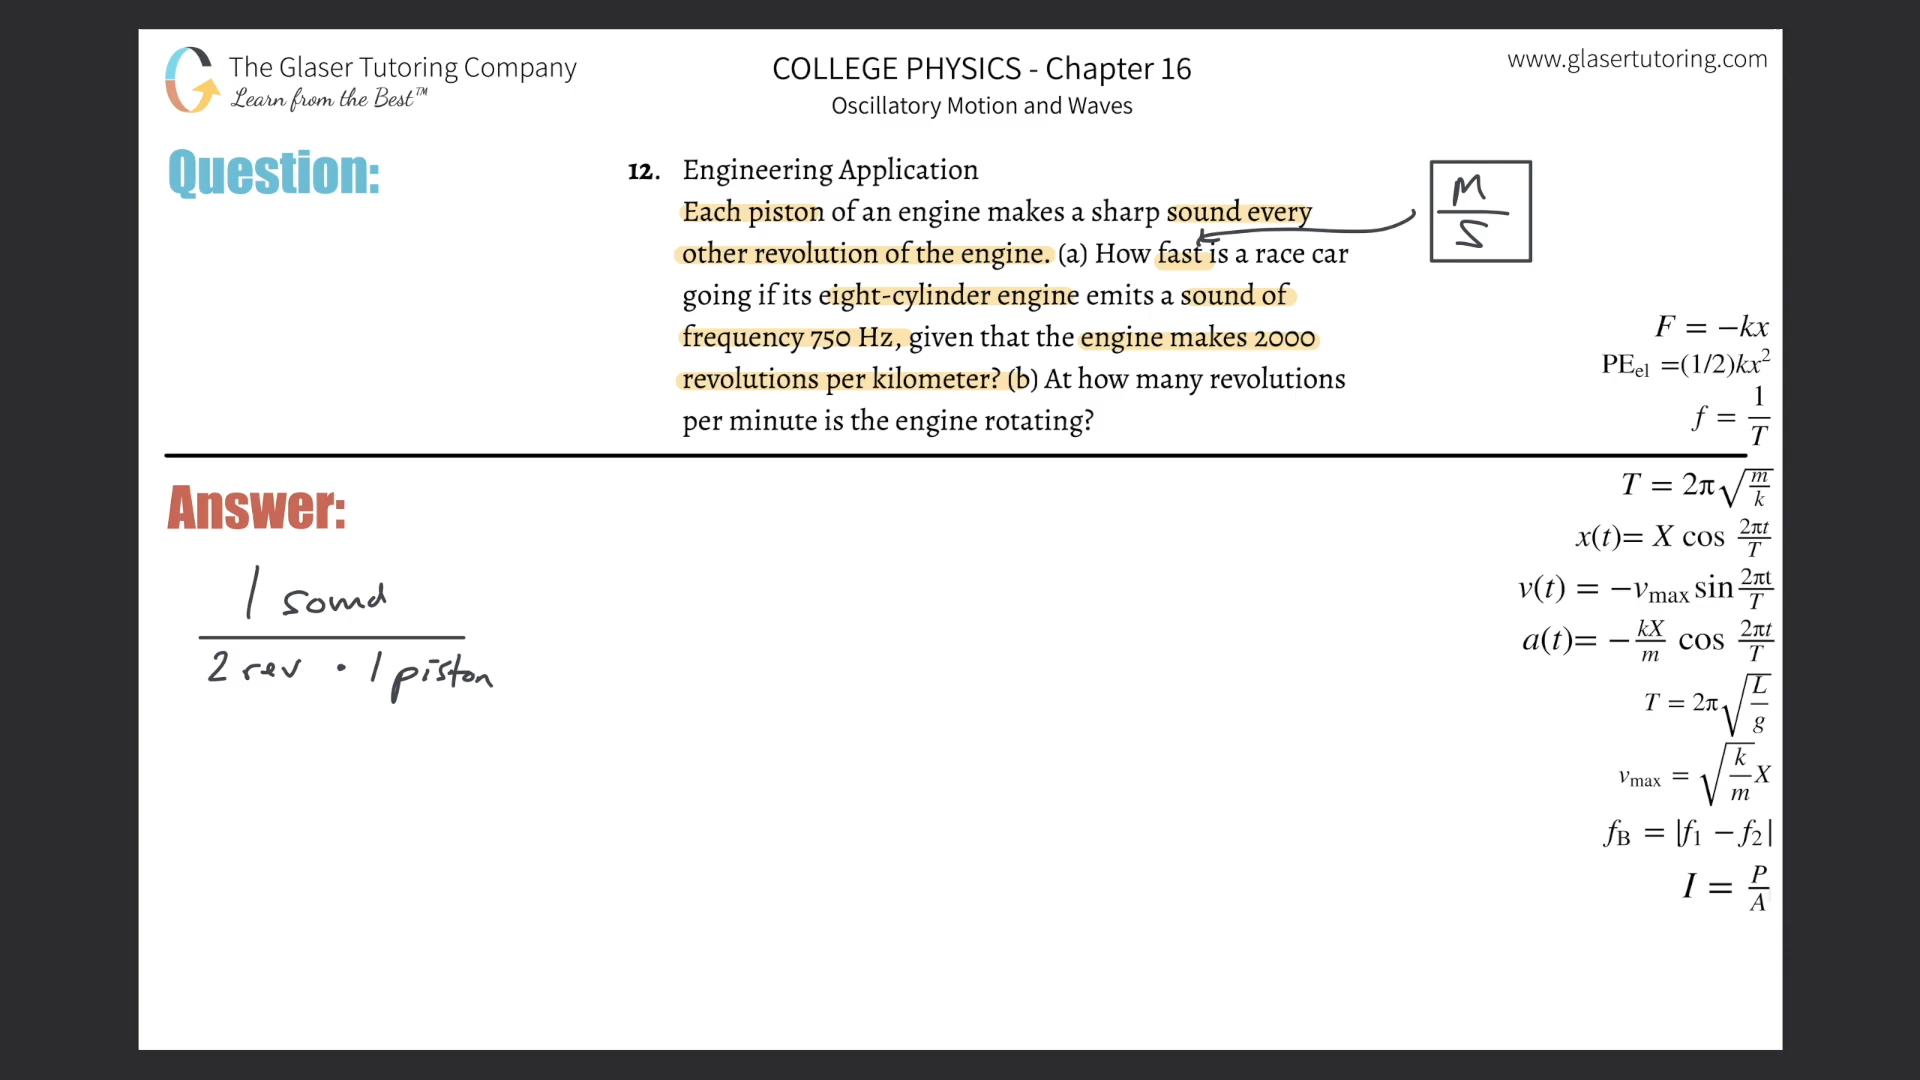 The Glaser Tutoring Company
Learn from the Best™
COLLEGE PHYSICS - Chapter 16
Oscillatory Motion and Waves
www.glasertutoring.com
Question:
12. Engineering Application
Each piston of an engine makes a sharp sound every
other revolution of the engine. (a) How fast is a race car
going if its eight-cylinder engine emits a sound of
frequency 750 Hz, given that the engine makes 2000
revolutions per kilometer? (b) At how many revolutions
per minute is the engine rotating?
M
S
F = −kx
PEel =(1/2)kx²
f = 1/T
Answer:
1 sound
2 rev · 1 piston
T = 2π√(m/k)
x(t)= X cos 2πt/T
v(t) = −vmax sin 2πt/T
a(t)= − kX/m cos 2πt/T
T = 2π√(L/g)
vmax = √(k/m) X
fB = |f1 − f2|
I = P/A